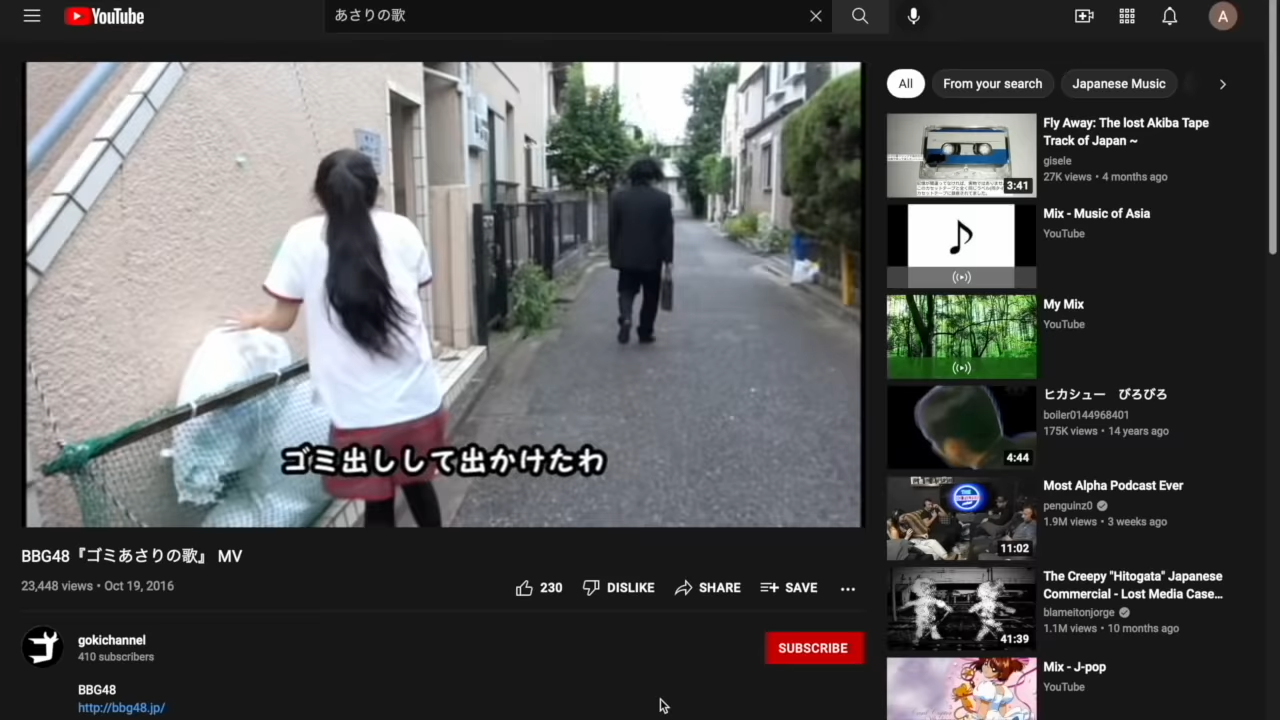 YouTube
あさりの歌
A
ゴミ出しして出かけたわ
BBG48『ゴミあさりの歌』 MV
23,448 views • Oct 19, 2016
230
DISLIKE
SHARE
SAVE
gokichannel
410 subscribers
SUBSCRIBE
BBG48
http://bbg48.jp/
All
From your search
Japanese Music
Fly Away: The lost Akiba Tape
Track of Japan ~
gisele
27K views • 4 months ago
3:41
Mix - Music of Asia
YouTube
My Mix
YouTube
ヒカシュー　びろびろ
boiler0144968401
175K views • 14 years ago
4:44
Most Alpha Podcast Ever
penguinz0
1.9M views • 3 weeks ago
11:02
The Creepy "Hitogata" Japanese
Commercial - Lost Media Case...
blameitonjorge
1.1M views • 10 months ago
41:39
Mix - J-pop
YouTube